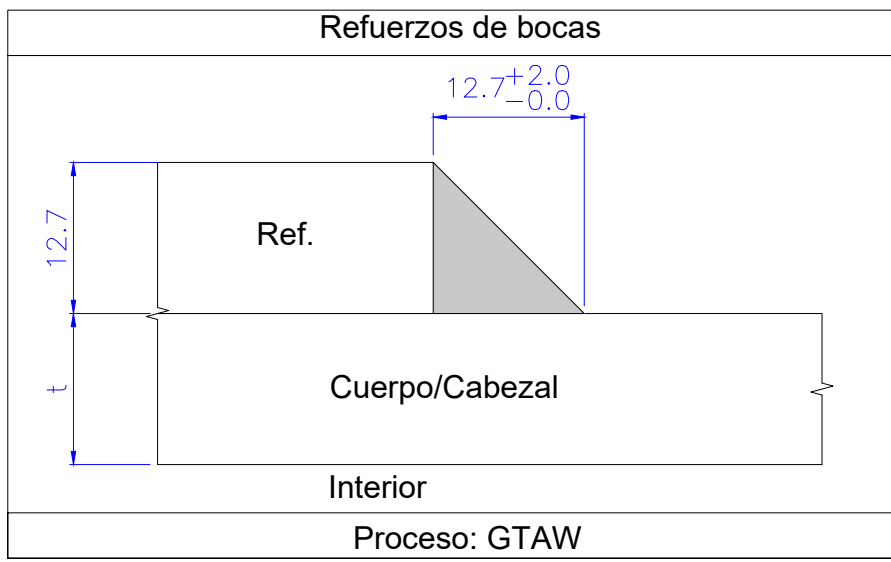 Refuerzos de bocas
12.7+2.0
-0.0
12.7
Ref.
t
Cuerpo/Cabezal
Interior
Proceso: GTAW